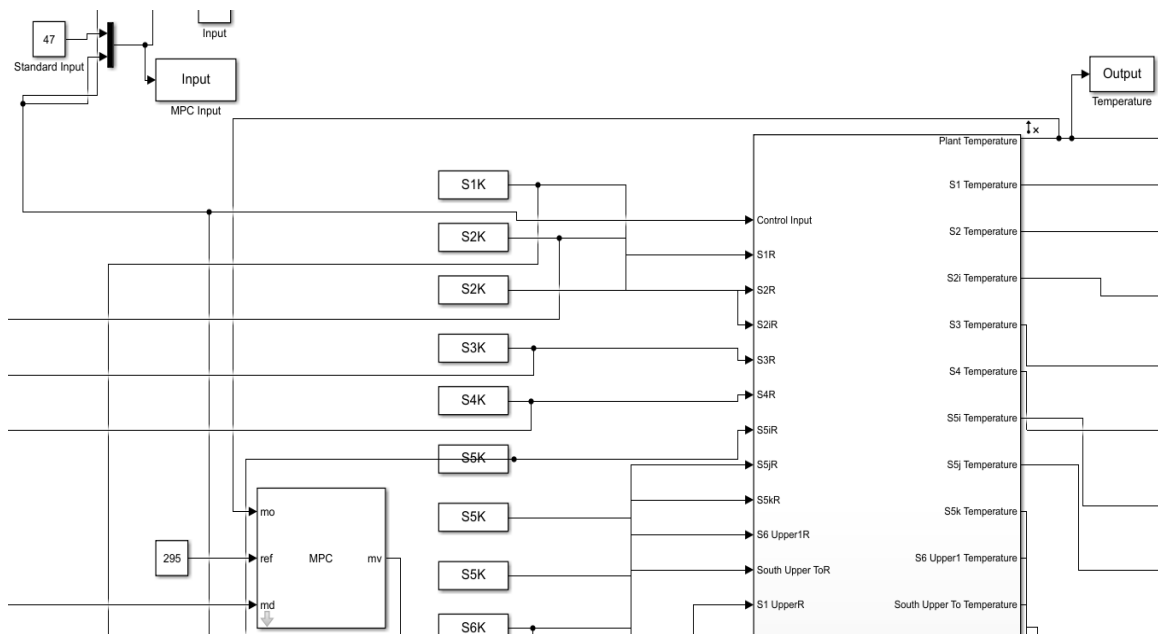 Input
47
Standard Input
Input
MPC Input
Output
Temperature
Plant Temperature
S1K
S1 Temperature
Control Input
S2K
S2 Temperature
S1R
S2K
S2R
S2i Temperature
S2iR
S3 Temperature
S3K
S3R
S4 Temperature
S4K
S4R
S5i Temperature
S5iR
S5K
S5jR
S5j Temperature
S5kR
S5k Temperature
mo
S5K
S6 Upper1R
295
ref
MPC
mv
S6 Upper1 Temperature
S5K
South Upper ToR
md
S1 UpperR
South Upper To Temperature
S6K